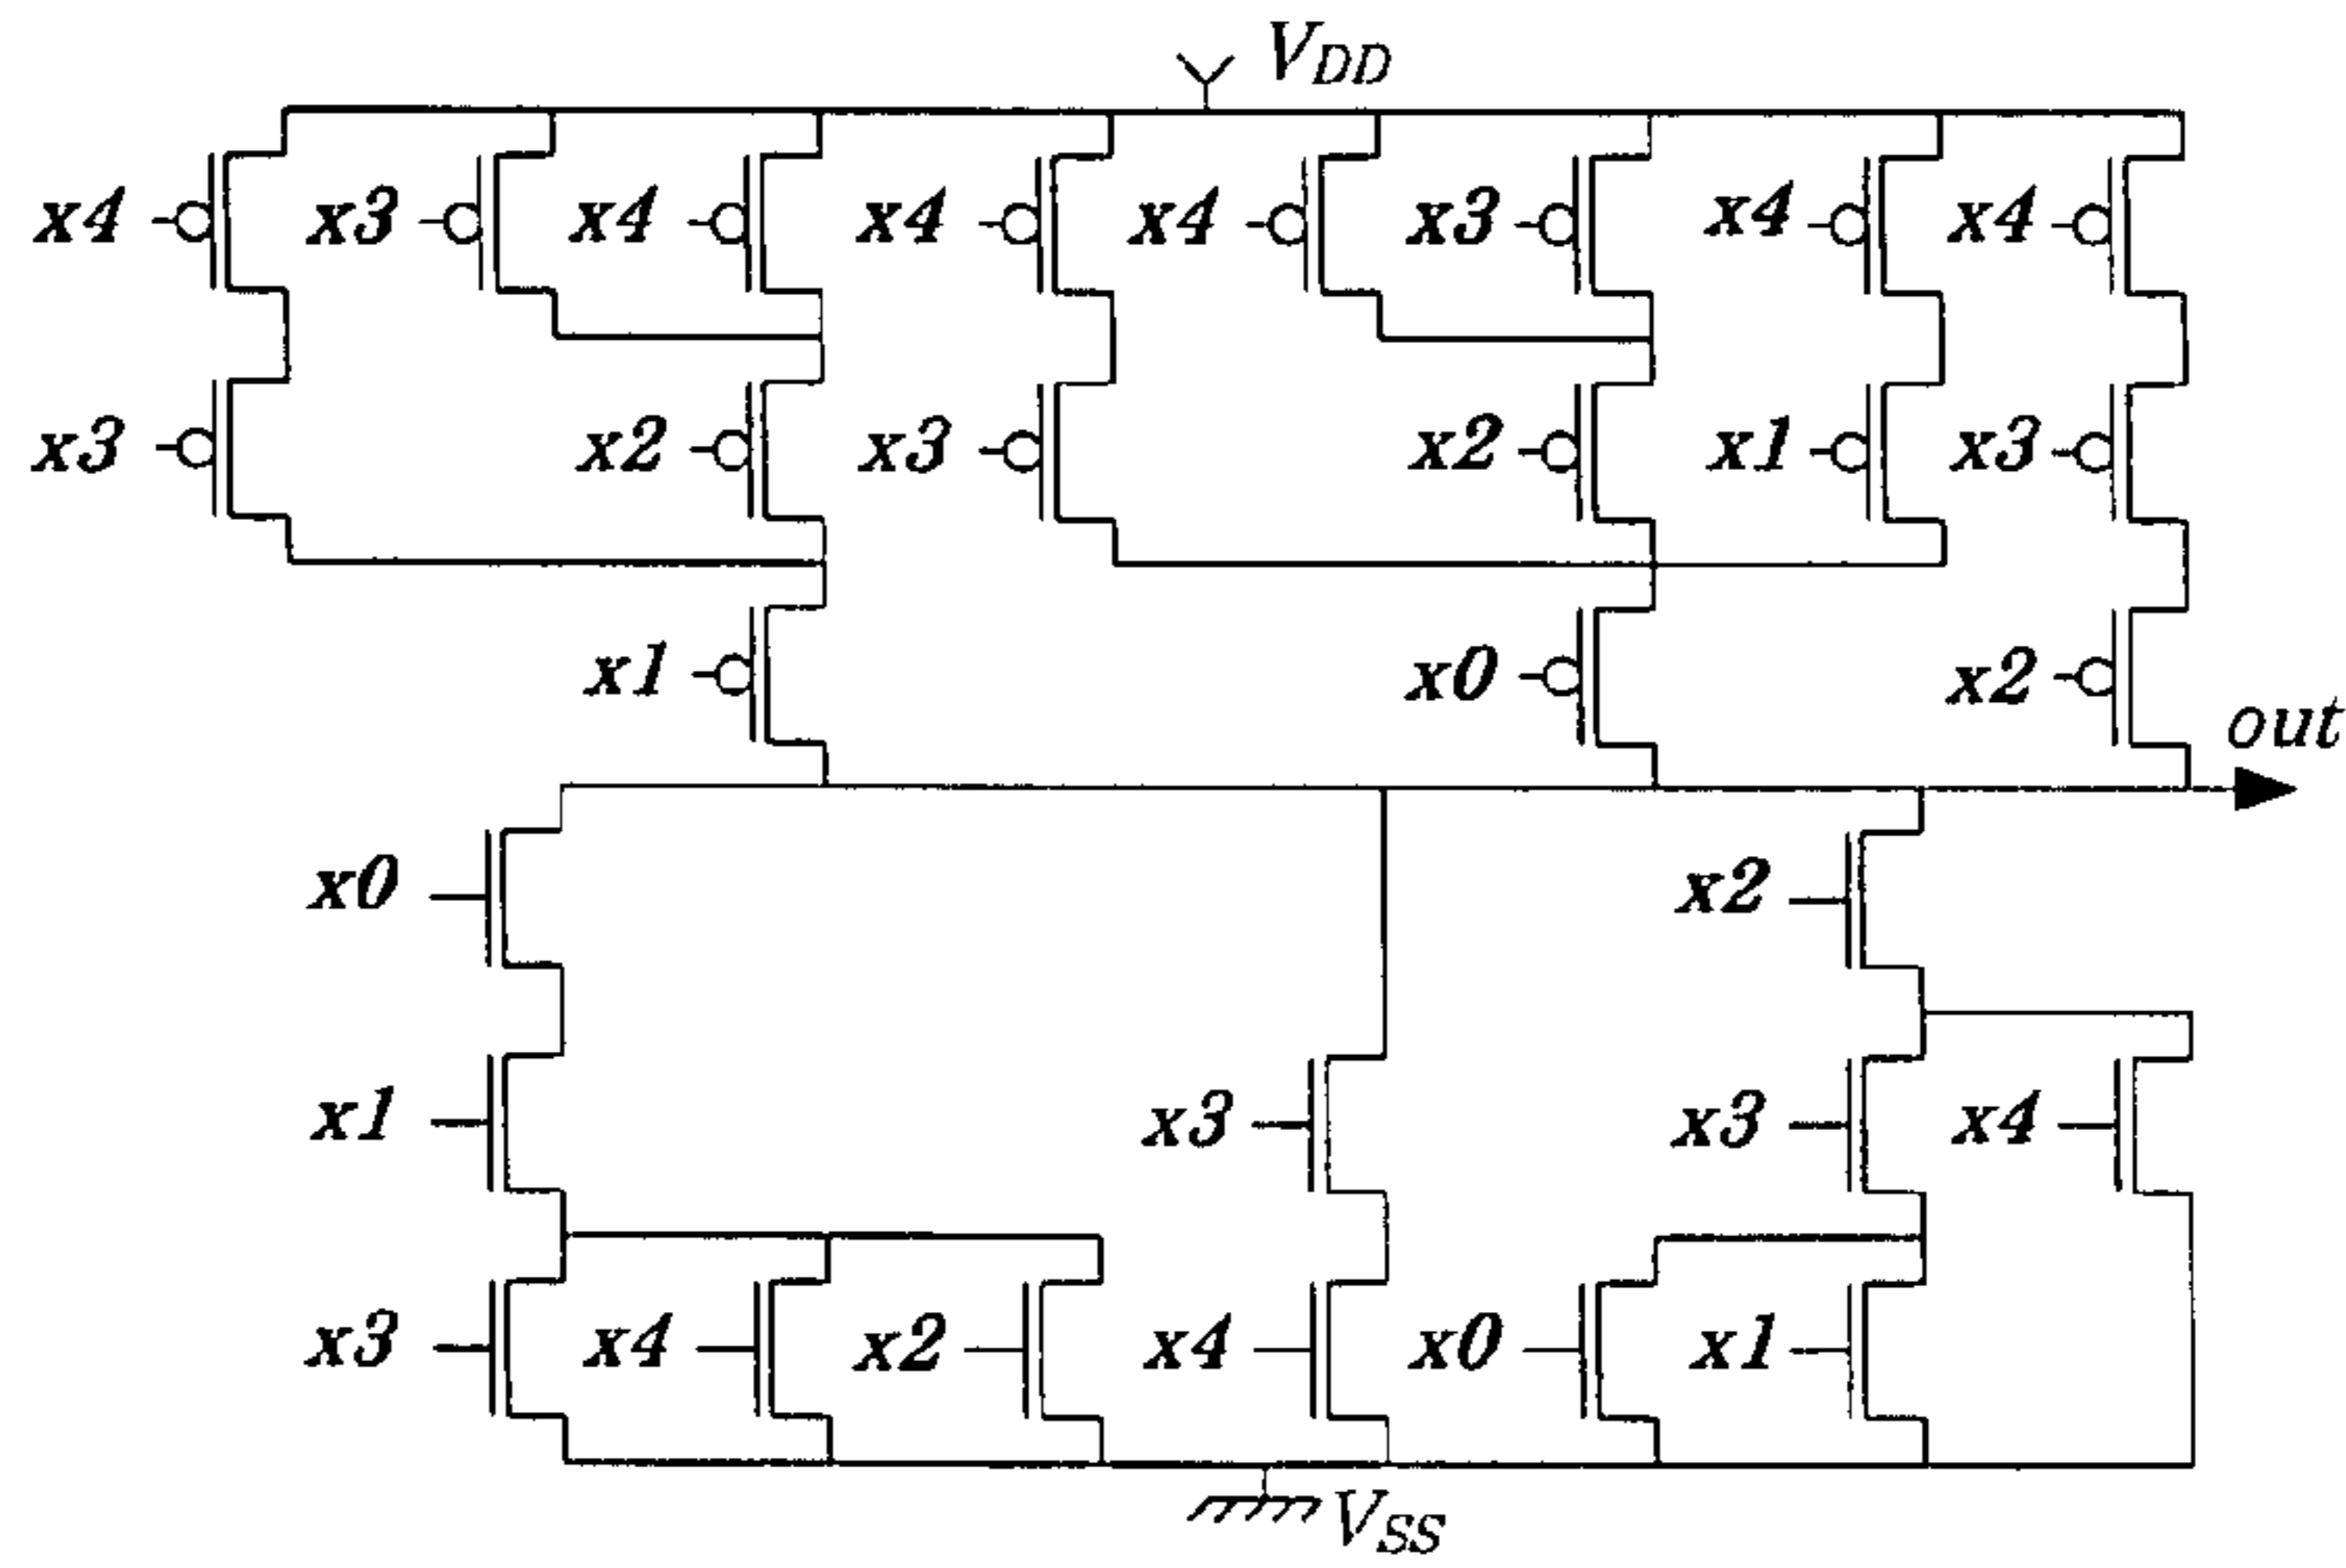 VDD
x4 x3 x4 x4 x4 x3 x4 x4
x3 x2 x3 x2 x1 x3
x1 x0 x2
out
x0 x2
x1 x3 x3 x4
x3 x4 x2 x4 x0 x1
VSS